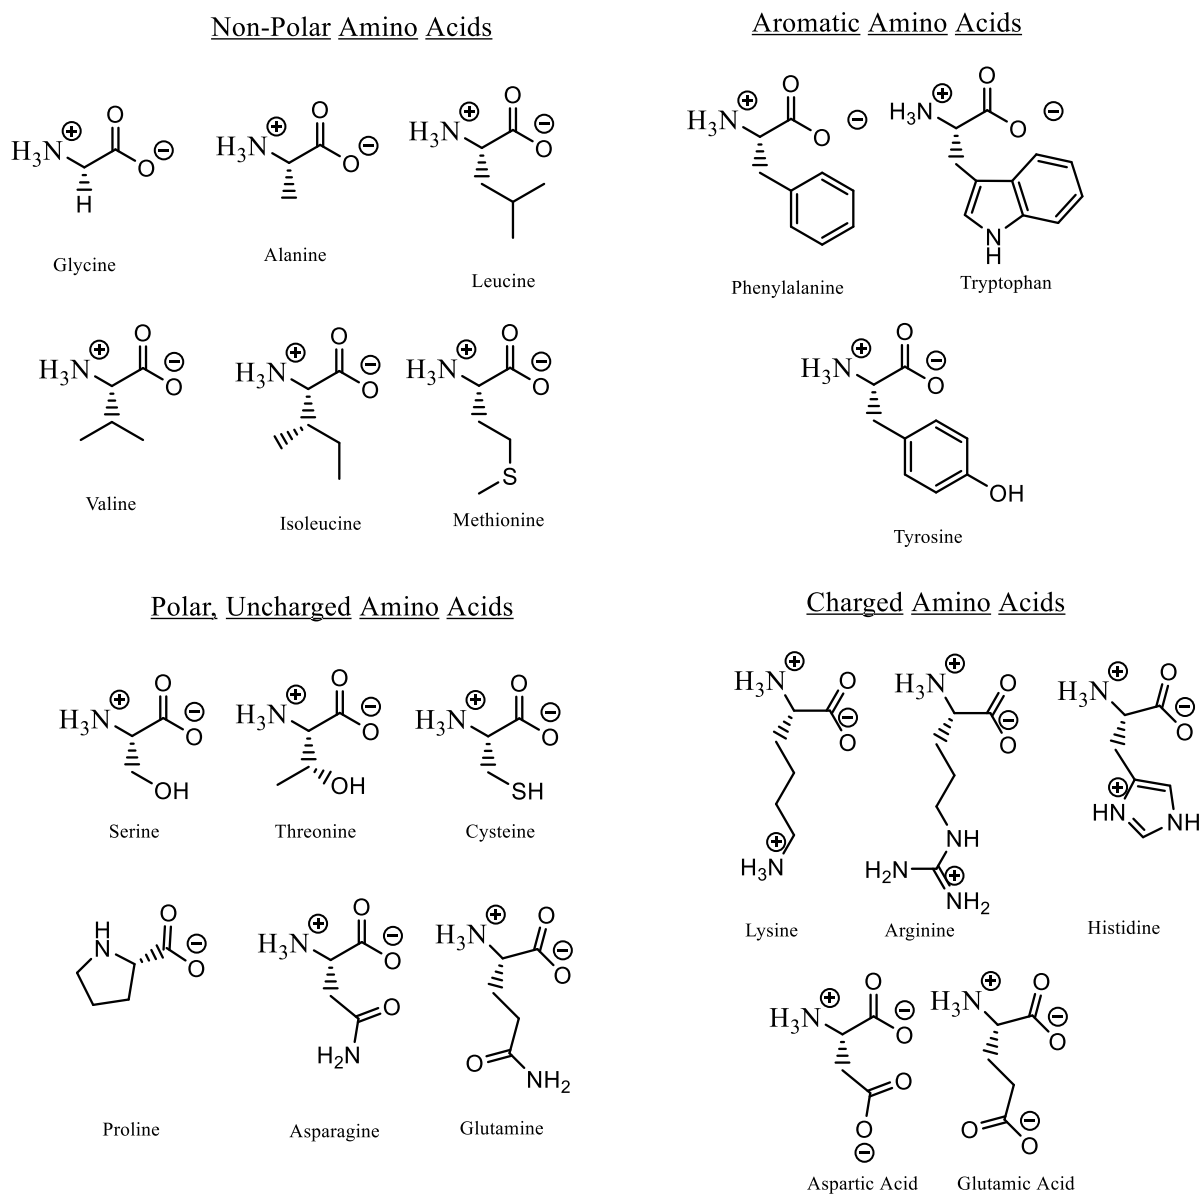 Non-Polar Amino Acids
Aromatic Amino Acids
H3N + O O −
H
Glycine
H3N + O O −
Alanine
H3N + O O −
Leucine
H3N + O O −
Phenylalanine
H3N + O O −
N
H
Tryptophan
H3N + O O −
Valine
H3N + O O −
Isoleucine
H3N + O O −
S
Methionine
H3N + O O −
OH
Tyrosine
Polar, Uncharged Amino Acids
Charged Amino Acids
H3N + O O −
OH
Serine
H3N + O O −
OH
Threonine
H3N + O O −
SH
Cysteine
H3N + O O −
+
H3N
Lysine
H3N + O O −
NH
H2N +
NH2
Arginine
H3N + O O −
+
HN NH
Histidine
H
N O O −
Proline
H3N + O O −
O
H2N
Asparagine
H3N + O O −
O
NH2
Glutamine
H3N + O O −
O
O
−
Aspartic Acid
H3N + O O −
O O −
Glutamic Acid